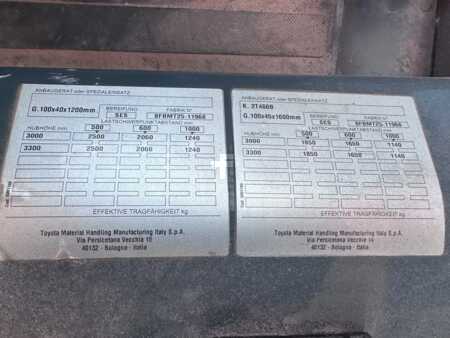 ANBAUGERÄT oder SPEZIALEINSATZ
G.100x40x1200mm
BEREIFUNG
SES
FABRIK N°
8FBMT25-11968
LASTSCHWERPUNKTABSTAND mm
HUBHÖHE mm 500 600 1000
3000 2500 2060 1240
3300 2500 2060 1240
EFFEKTIVE TRAGFÄHIGKEIT kg
Toyota Material Handling Manufacturing Italy S.p.A.
Via Persicetana Vecchia 10
40132 - Bologna - Italia
ANBAUGERÄT oder SPEZIALEINSATZ
G.100x45x1600mm
BEREIFUNG
SES
FABRIK N°
8FBMT25-11968
LASTSCHWERPUNKTABSTAND mm
HUBHÖHE mm 500 600 1000
3000 1850 1650 1140
3300 1850 1650 1140
EFFEKTIVE TRAGFÄHIGKEIT kg
Toyota Material Handling Manufacturing Italy S.p.A.
Via Persicetana Vecchia 10
40132 - Bologna - Italia